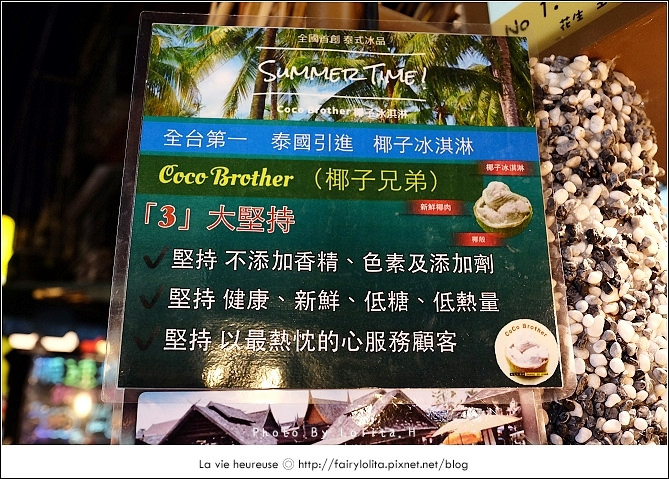 全國首創 泰式冰品
SUMMER TIME!
Coco Brother 椰子冰淇淋
全台第一 泰國引進 椰子冰淇淋
Coco Brother (椰子兄弟)
椰子冰淇淋
新鮮椰肉
椰殼
「3」大堅持
✓堅持 不添加香精、色素及添加劑
✓堅持 健康、新鮮、低糖、低熱量
✓堅持 以最熱忱的心服務顧客
CoCo Brother
No 1.
花生
Photo By Lolita.H
La vie heureuse ◎ http://fairylolita.pixnet.net/blog